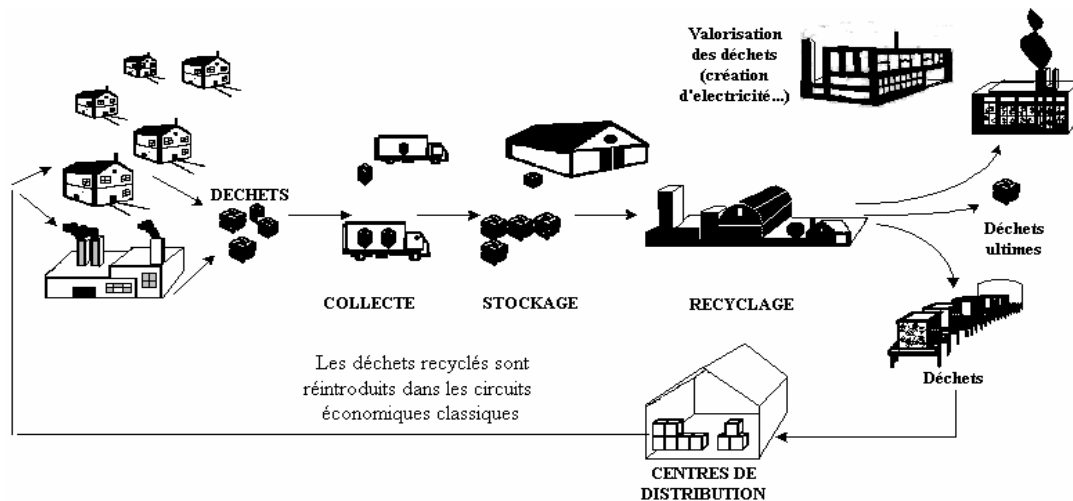 Valorisation
des déchets
(création
d'electricité...)
DECHETS
Déchets
ultimes
COLLECTE
STOCKAGE
RECYCLAGE
Les déchets recyclés sont
réintroduits dans les circuits
économiques classiques
Déchets
CENTRES DE
DISTRIBUTION